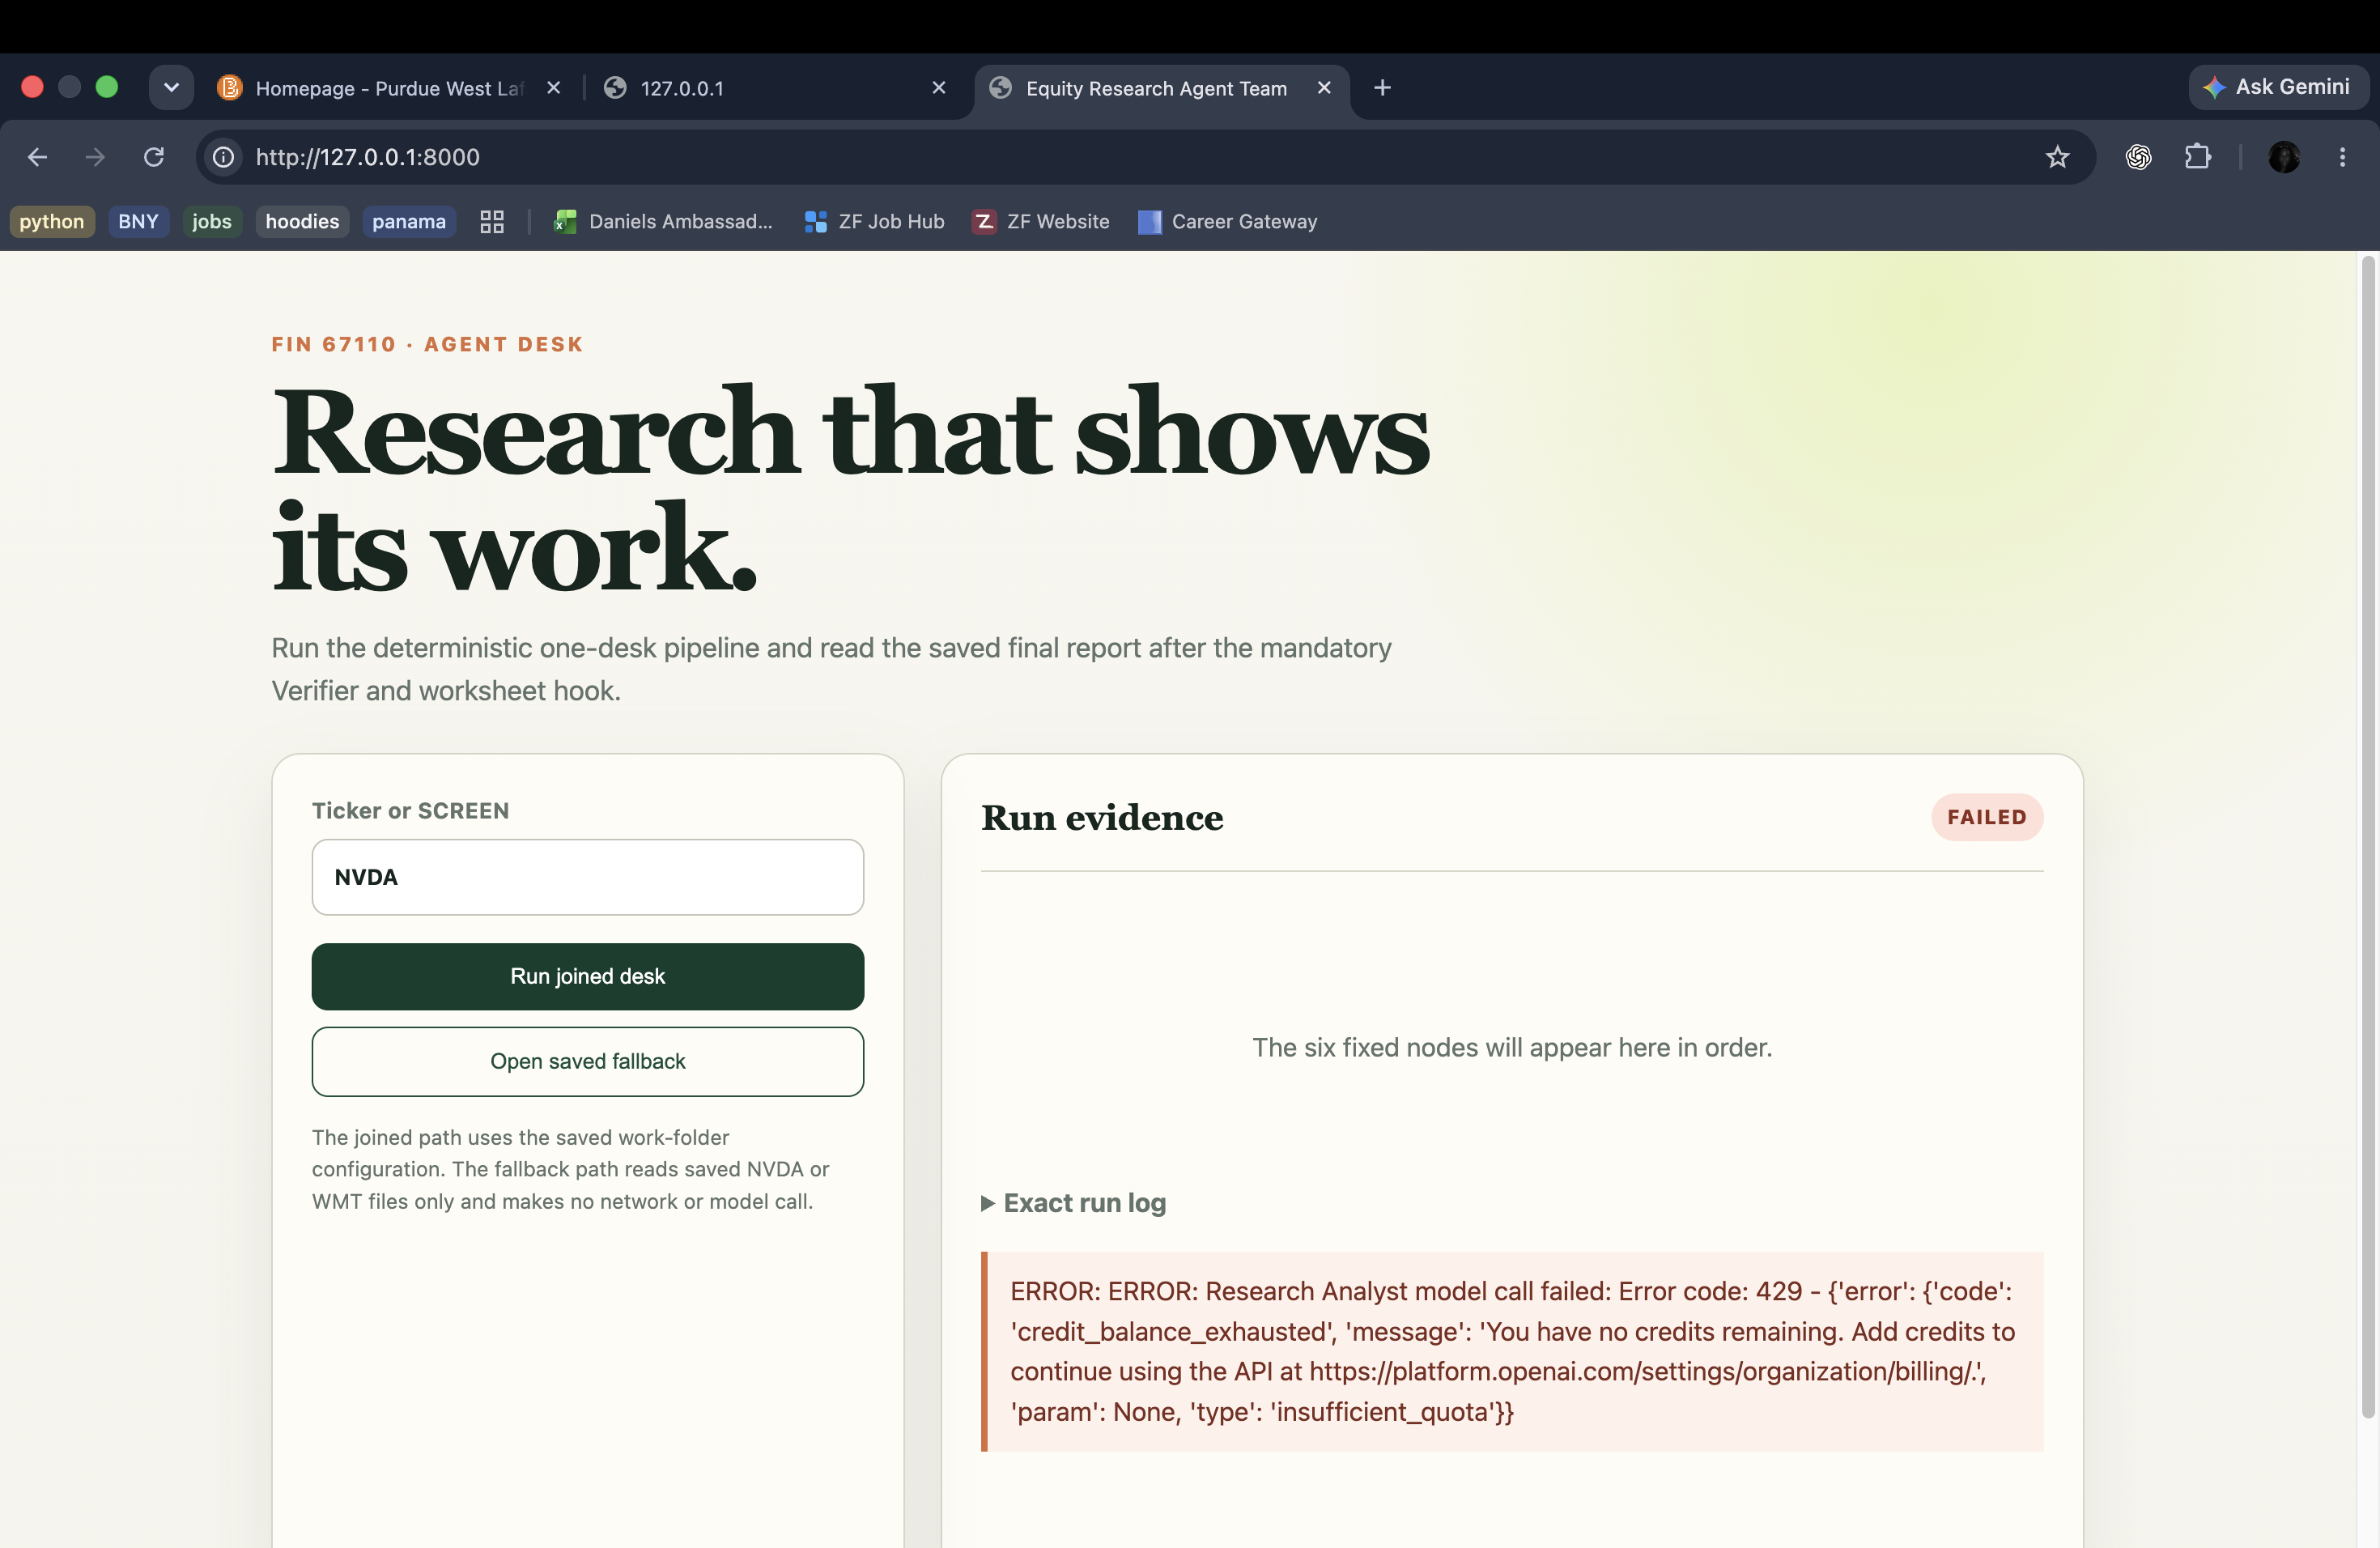 Homepage - Purdue West Laf
127.0.0.1
Equity Research Agent Team
Ask Gemini
http://127.0.0.1:8000
python
BNY
jobs
hoodies
panama
Daniels Ambassad...
ZF Job Hub
ZF Website
Career Gateway
FIN 67110 · AGENT DESK
Research that shows
its work.
Run the deterministic one-desk pipeline and read the saved final report after the mandatory
Verifier and worksheet hook.
Ticker or SCREEN
NVDA
Run joined desk
Open saved fallback
The joined path uses the saved work-folder
configuration. The fallback path reads saved NVDA or
WMT files only and makes no network or model call.
Run evidence
FAILED
The six fixed nodes will appear here in order.
Exact run log
ERROR: ERROR: Research Analyst model call failed: Error code: 429 - {'error': {'code':
'credit_balance_exhausted', 'message': 'You have no credits remaining. Add credits to
continue using the API at https://platform.openai.com/settings/organization/billing/.',
'param': None, 'type': 'insufficient_quota'}}